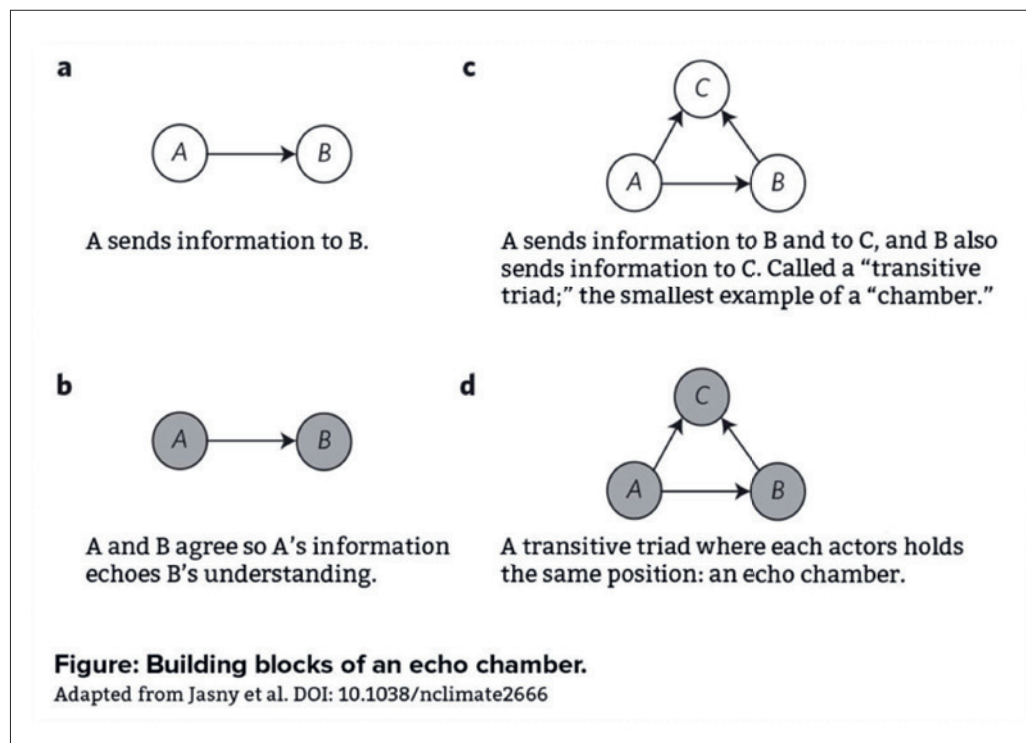 a
A
B
A sends information to B.
c
C
A
B
A sends information to B and to C, and B also
sends information to C. Called a “transitive
triad;” the smallest example of a “chamber.”
b
A
B
A and B agree so A’s information
echoes B’s understanding.
d
C
A
B
A transitive triad where each actors holds
the same position: an echo chamber.
Figure: Building blocks of an echo chamber.
Adapted from Jasny et al. DOI: 10.1038/nclimate2666